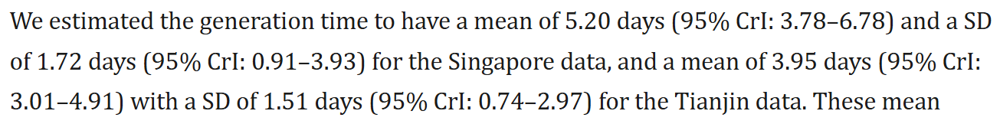 We estimated the generation time to have a mean of 5.20 days (95% CrI: 3.78–6.78) and a SD
of 1.72 days (95% CrI: 0.91–3.93) for the Singapore data, and a mean of 3.95 days (95% CrI:
3.01–4.91) with a SD of 1.51 days (95% CrI: 0.74–2.97) for the Tianjin data. These mean